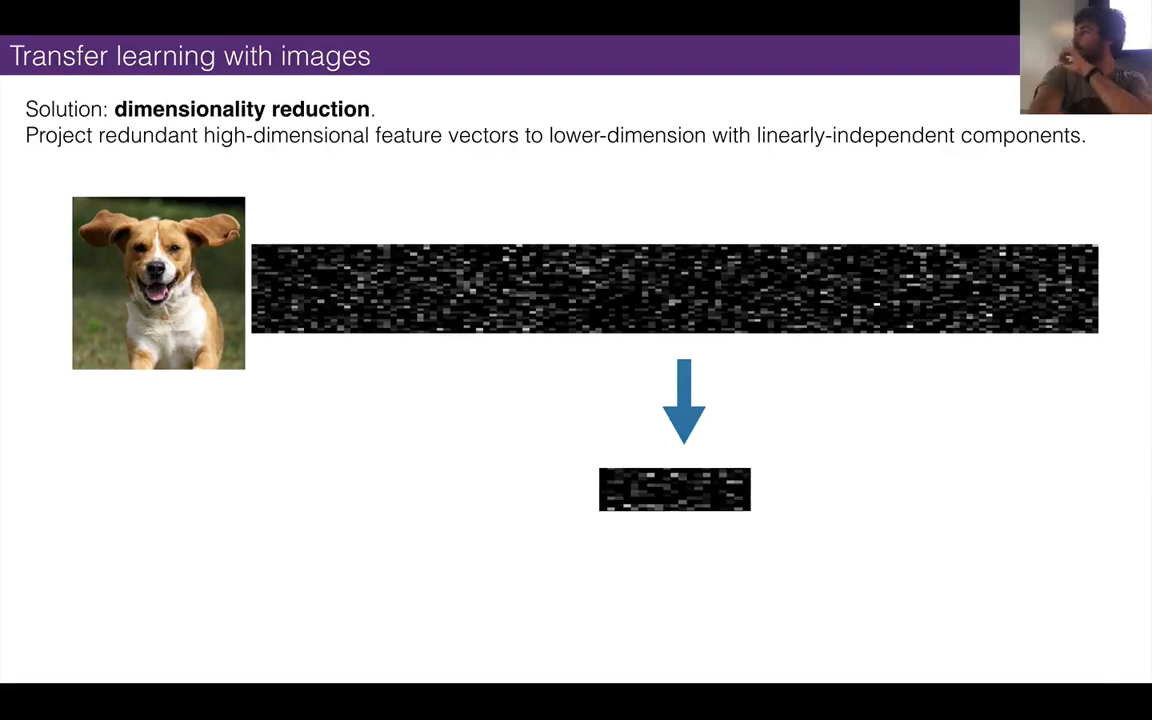 Transfer learning with images
Solution: dimensionality reduction.
Project redundant high-dimensional feature vectors to lower-dimension with linearly-independent components.